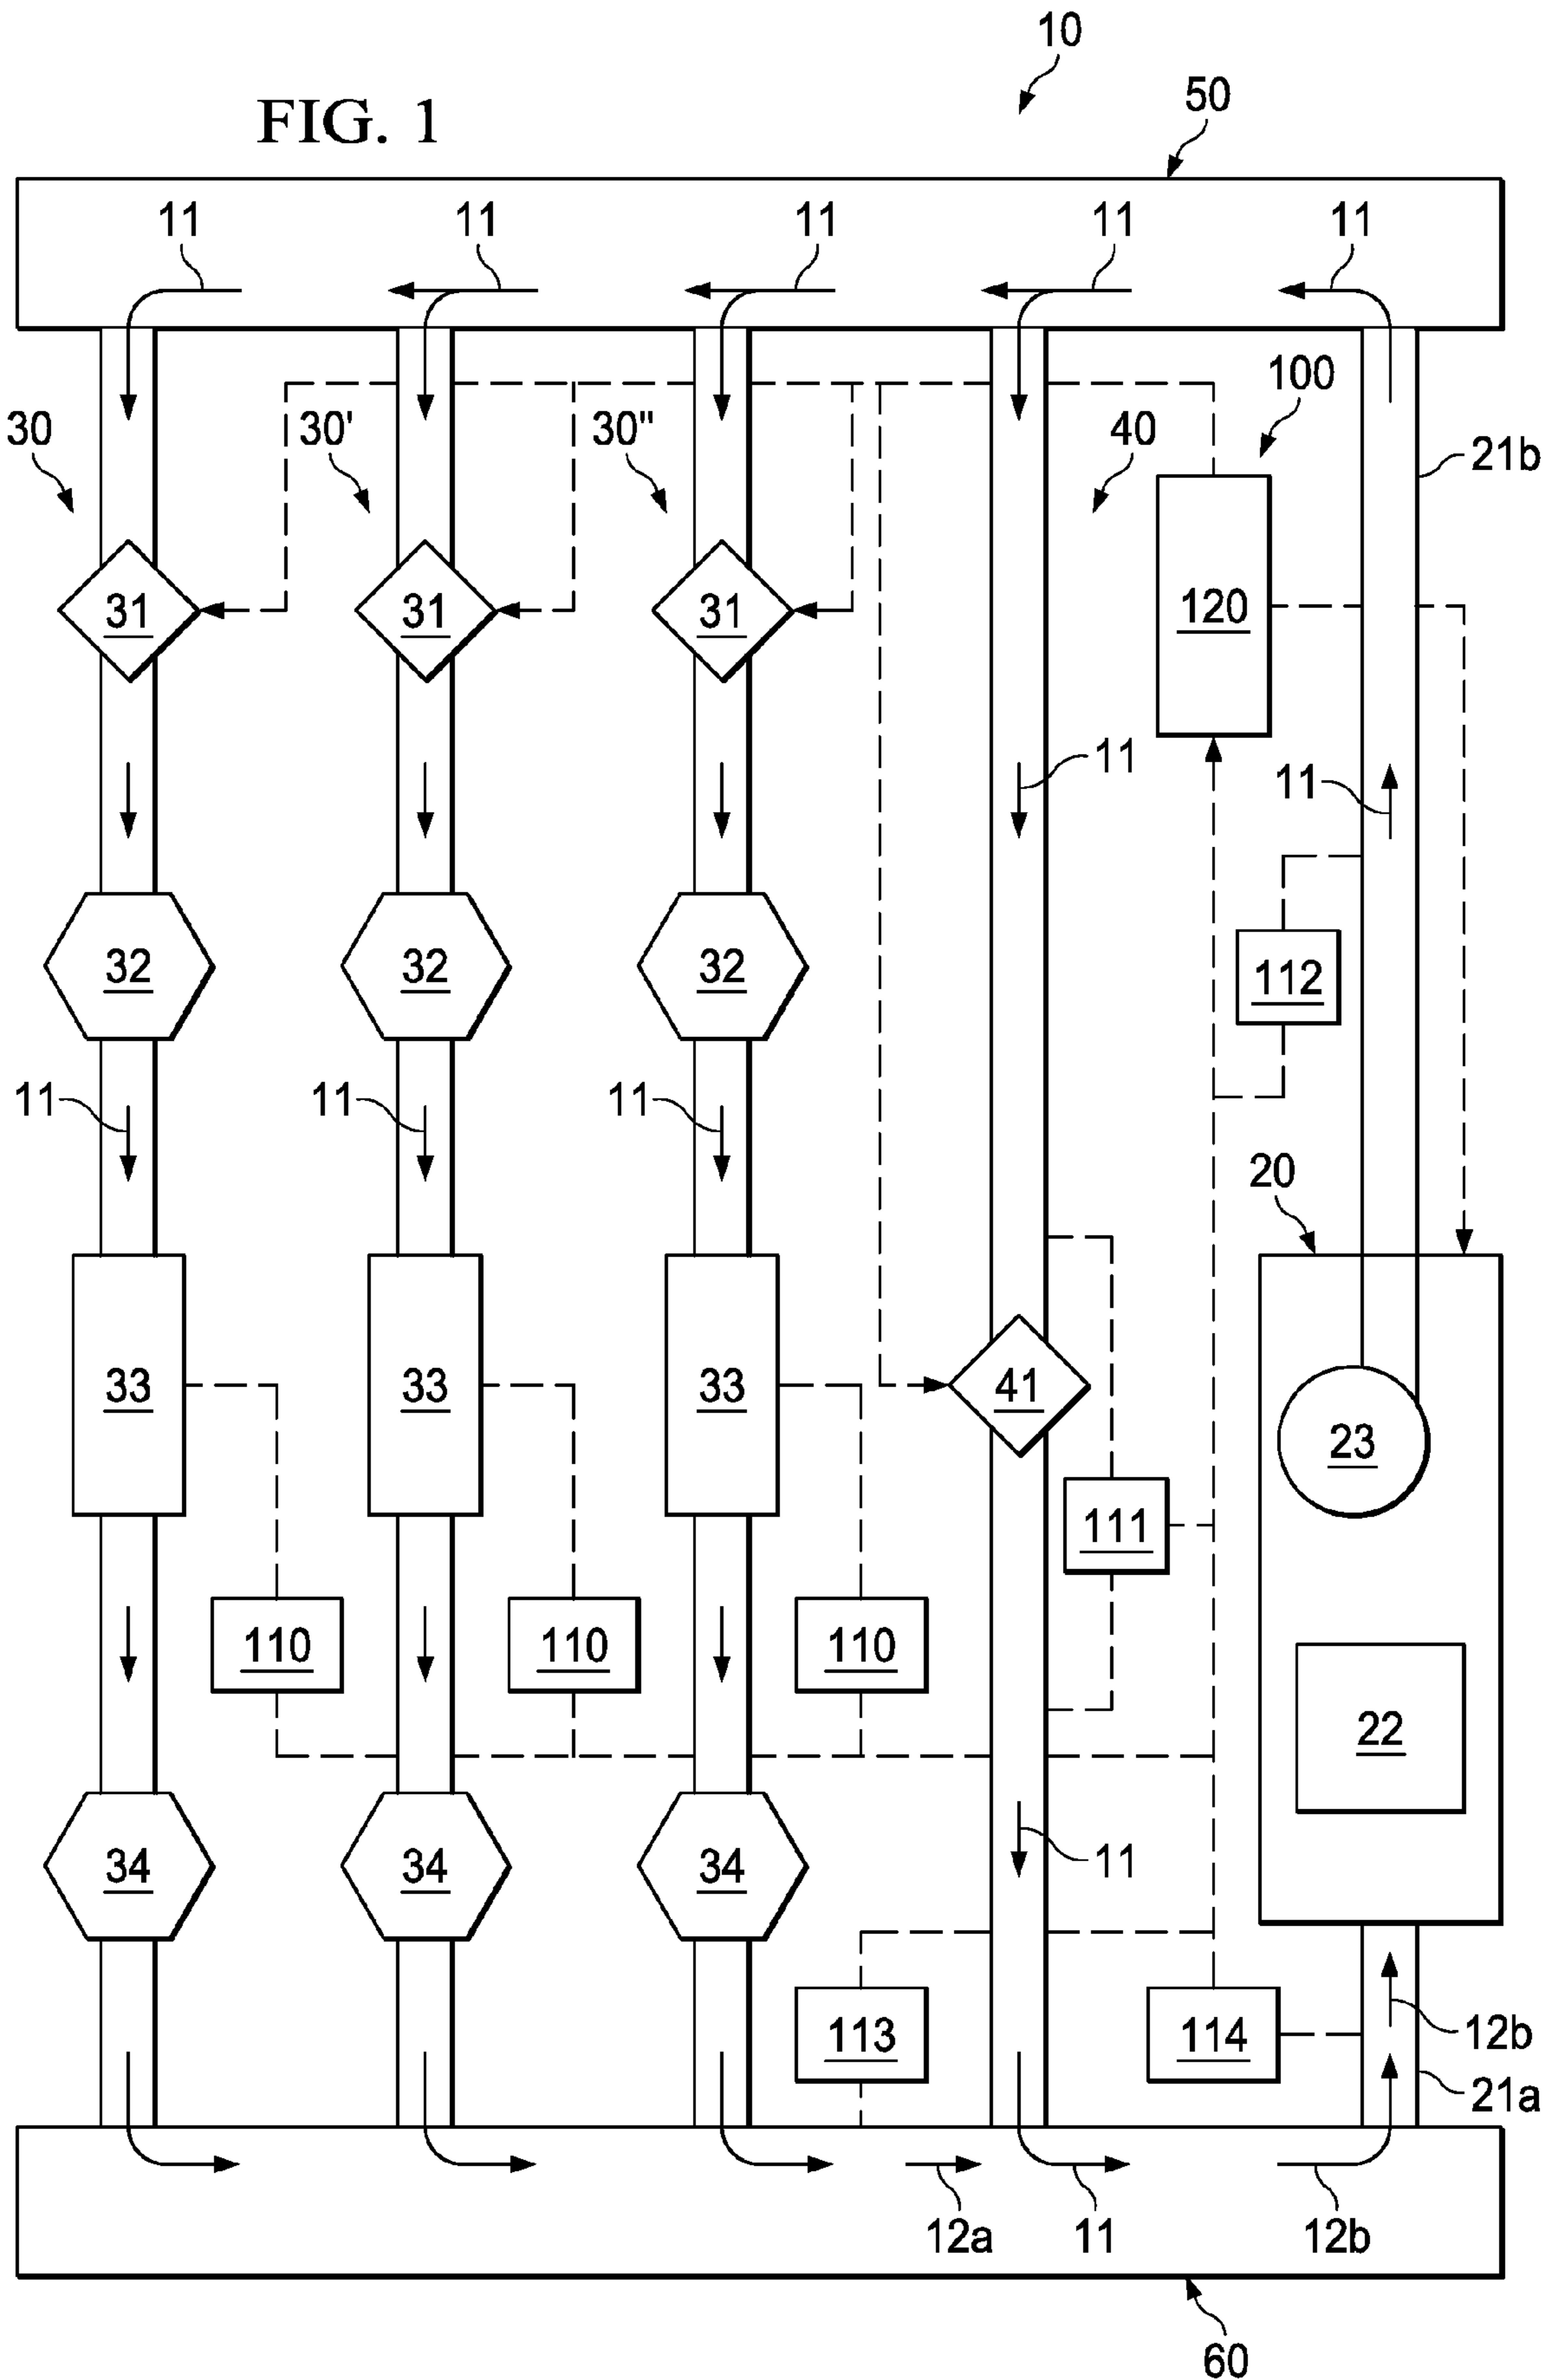 10
50
FIG. 1
11 11 11 11 11
100
30 30' 30" 40 21b
31 31 31 120
11 11
32 32 32 112
11 11 11
20
33 33 33 41
23
111
110 110 110
22
34 34 34 11
113 114 12b
21a
12a 11 12b
60